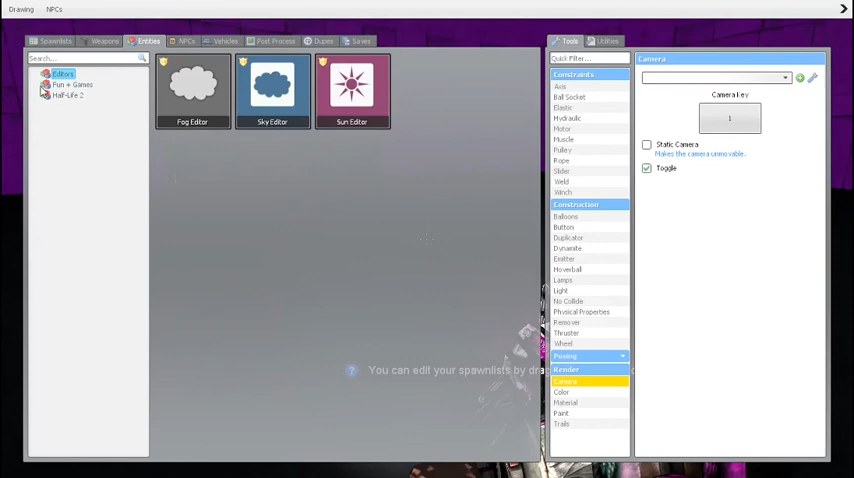 Drawing NPCs
Spawnlists Weapons Entities NPCs Vehicles Post Process Dupes Saves
Search...
Editors
Fun + Games
Half-Life 2
Fog Editor Sky Editor Sun Editor
You can edit your spawnlists by drag
Tools Utilities
Quick Filter...
Constraints
Axis
Ball Socket
Elastic
Hydraulic
Motor
Muscle
Pulley
Rope
Slider
Weld
Winch
Construction
Balloons
Button
Duplicator
Dynamite
Emitter
Hoverball
Lamps
Light
No Collide
Physical Properties
Remover
Thruster
Wheel
Posing
Render
Camera
Color
Material
Paint
Trails
Camera
Camera Key
1
Static Camera
Makes the camera unmovable.
Toggle